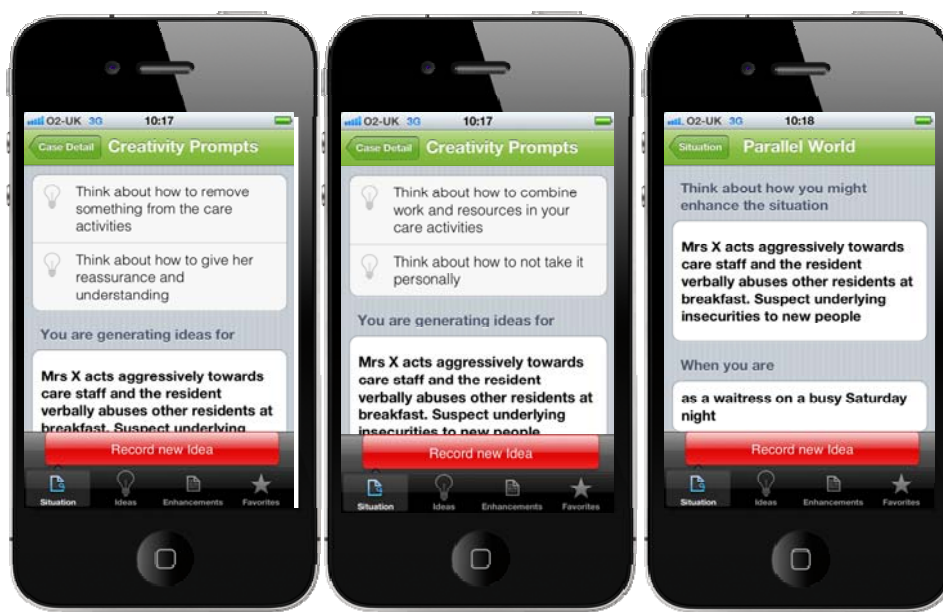 O2-UK 3G 10:17
Case Detail Creativity Prompts
Think about how to remove
something from the care
activities
Think about how to give her
reassurance and
understanding
You are generating ideas for
Mrs X acts aggressively towards
care staff and the resident
verbally abuses other residents at
breakfast. Suspect underlying
Record new Idea
Situation Ideas Enhancements Favorites
O2-UK 3G 10:17
Case Detail Creativity Prompts
Think about how to combine
work and resources in your
care activities
Think about how to not take it
personally
You are generating ideas for
Mrs X acts aggressively towards
care staff and the resident
verbally abuses other residents at
breakfast. Suspect underlying
insecurities to new people
Record new Idea
Situation Ideas Enhancements Favorites
O2-UK 3G 10:18
Situation Parallel World
Think about how you might
enhance the situation
Mrs X acts aggressively towards
care staff and the resident
verbally abuses other residents at
breakfast. Suspect underlying
insecurities to new people
When you are
as a waitress on a busy Saturday
night
Record new Idea
Situation Ideas Enhancements Favorites